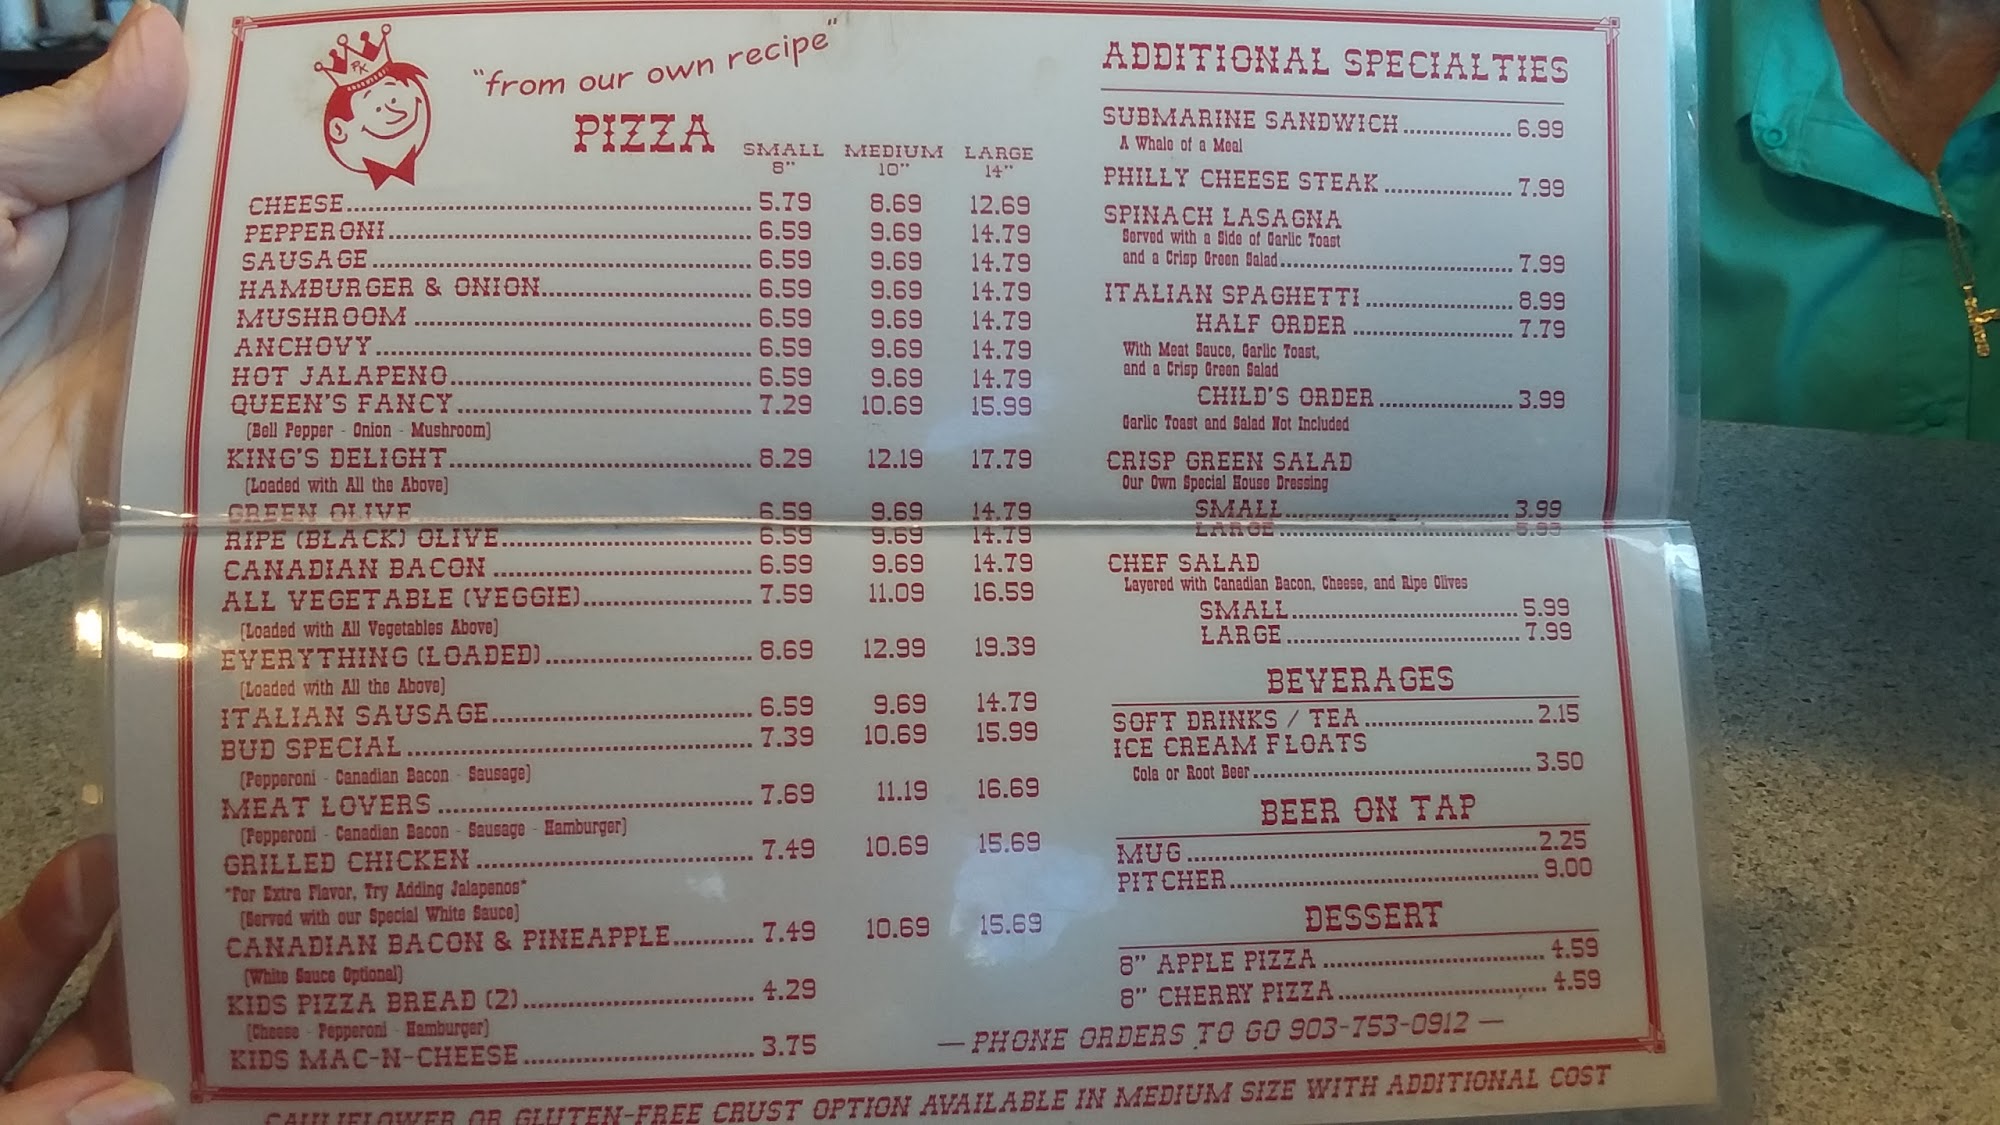 PK
"from our own recipe"
PIZZA
SMALL 8" MEDIUM 10" LARGE 14"
CHEESE 5.79 8.69 12.69
PEPPERONI 6.59 9.69 14.79
SAUSAGE 6.59 9.69 14.79
HAMBURGER & ONION 6.59 9.69 14.79
MUSHROOM 6.59 9.69 14.79
ANCHOVY 6.59 9.69 14.79
HOT JALAPENO 6.59 9.69 14.79
QUEEN'S FANCY 7.29 10.69 15.99
(Bell Pepper - Onion - Mushroom)
KING'S DELIGHT 8.29 12.19 17.79
(Loaded with All the Above)
GREEN OLIVE 6.59 9.69 14.79
RIPE (BLACK) OLIVE 6.59 9.69 14.79
CANADIAN BACON 6.59 9.69 14.79
ALL VEGETABLE (VEGGIE) 7.59 11.09 16.59
(Loaded with All Vegetables Above)
EVERYTHING (LOADED) 8.69 12.99 19.39
(Loaded with All the Above)
ITALIAN SAUSAGE 6.59 9.69 14.79
BUD SPECIAL 7.39 10.69 15.99
(Pepperoni - Canadian Bacon - Sausage)
MEAT LOVERS 7.69 11.19 16.69
(Pepperoni - Canadian Bacon - Sausage - Hamburger)
GRILLED CHICKEN 7.49 10.69 15.69
"For Extra Flavor, Try Adding Jalapenos"
(Served with our Special White Sauce)
CANADIAN BACON & PINEAPPLE 7.49 10.69 15.69
(White Sauce Optional)
KIDS PIZZA BREAD (2) 4.29
(Cheese - Pepperoni - Hamburger)
KIDS MAC-N-CHEESE 3.75
ADDITIONAL SPECIALTIES
SUBMARINE SANDWICH 6.99
A Whale of a Meal
PHILLY CHEESE STEAK 7.99
SPINACH LASAGNA
Served with a Side of Garlic Toast
and a Crisp Green Salad 7.99
ITALIAN SPAGHETTI 8.99
HALF ORDER 7.79
With Meat Sauce, Garlic Toast,
and a Crisp Green Salad
CHILD'S ORDER 3.99
Garlic Toast and Salad Not Included
CRISP GREEN SALAD
Our Own Special House Dressing
SMALL 3.99
LARGE 5.99
CHEF SALAD
Layered with Canadian Bacon, Cheese, and Ripe Olives
SMALL 5.99
LARGE 7.99
BEVERAGES
SOFT DRINKS / TEA 2.15
ICE CREAM FLOATS
Cola or Root Beer 3.50
BEER ON TAP
MUG 2.25
PITCHER 9.00
DESSERT
8" APPLE PIZZA 4.59
8" CHERRY PIZZA 4.59
— PHONE ORDERS TO GO 903-753-0912 —
CAULIFLOWER OR GLUTEN-FREE CRUST OPTION AVAILABLE IN MEDIUM SIZE WITH ADDITIONAL COST